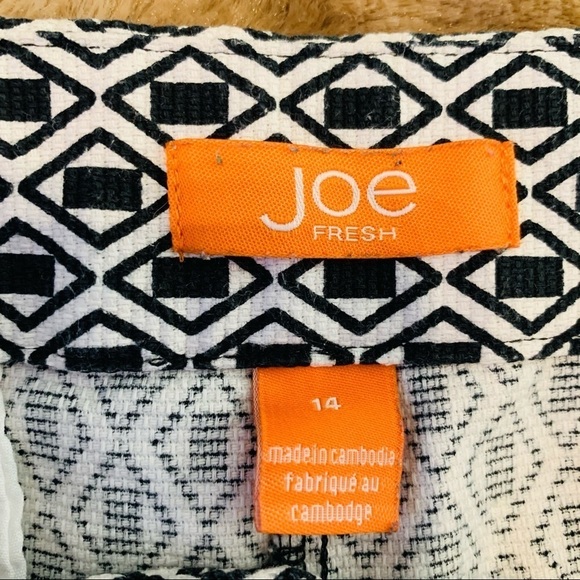 Joe
FRESH
14
made in cambodia
fabriqué au
cambodge